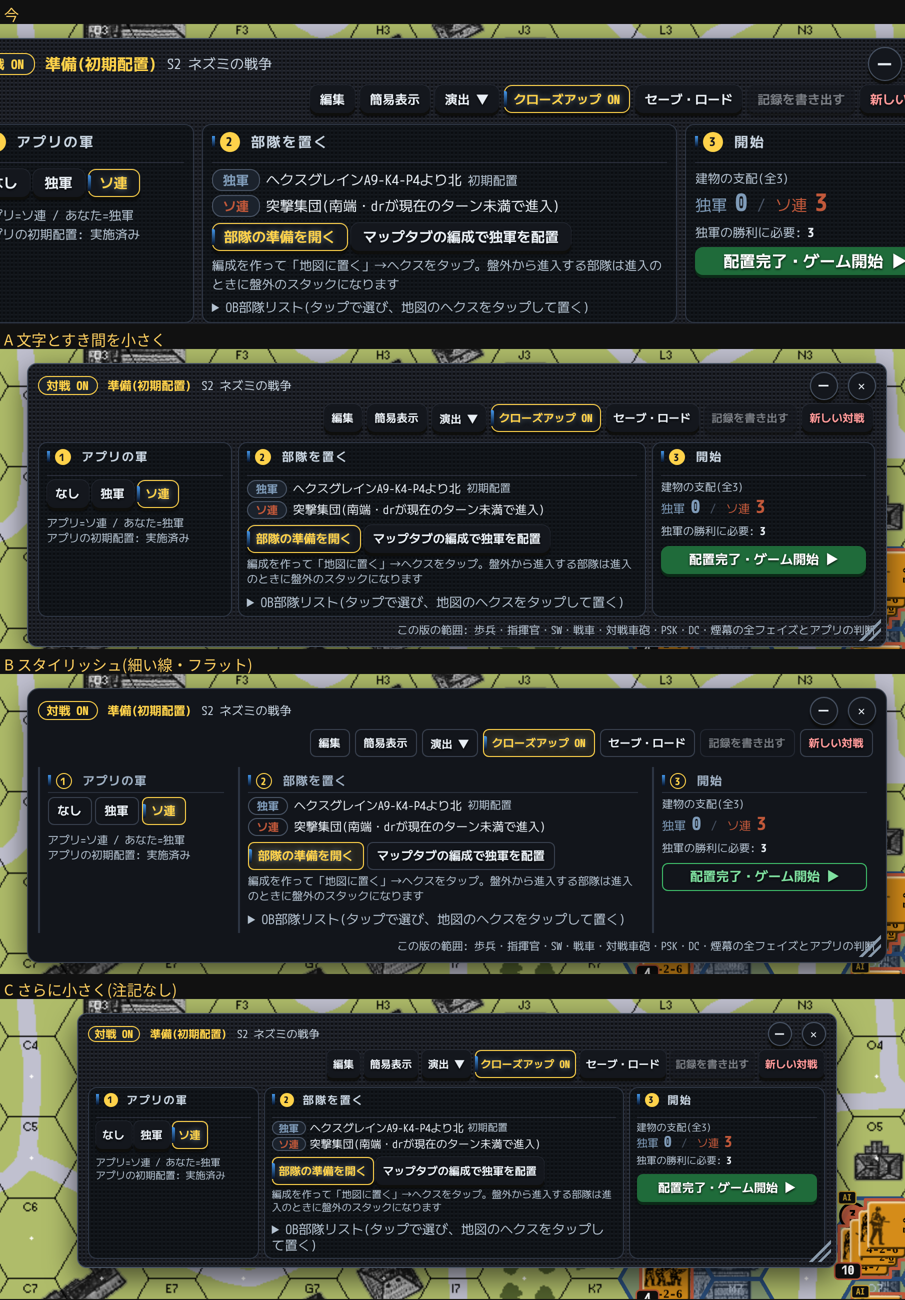 今
F3 H3 J3 L3 N3
戦 ON 準備(初期配置) S2 ネズミの戦争 −
編集 簡易表示 演出 ▼ クローズアップ ON セーブ・ロード 記録を書き出す 新しい
アプリの軍
なし 独軍 ソ連
プリ=ソ連 / あなた=独軍
プリの初期配置: 実施済み
2 部隊を置く
独軍 ヘクスグレインA9-K4-P4より北 初期配置
ソ連 突撃集団(南端・drが現在のターン未満で進入)
部隊の準備を開く マップタブの編成で独軍を配置
編成を作って「地図に置く」→ヘクスをタップ。盤外から進入する部隊は進入の
ときに盤外のスタックになります
▶ OB部隊リスト(タップで選び、地図のヘクスをタップして置く)
3 開始
建物の支配(全3)
独軍 0 / ソ連 3
独軍の勝利に必要: 3
配置完了・ゲーム開始 ▶
A 文字とすき間を小さく
F3 H3 J3 L3 N3
対戦 ON 準備(初期配置) S2 ネズミの戦争 − ×
編集 簡易表示 演出 ▼ クローズアップ ON セーブ・ロード 記録を書き出す 新しい対戦
1 アプリの軍
なし 独軍 ソ連
アプリ=ソ連 / あなた=独軍
アプリの初期配置: 実施済み
2 部隊を置く
独軍 ヘクスグレインA9-K4-P4より北 初期配置
ソ連 突撃集団(南端・drが現在のターン未満で進入)
部隊の準備を開く マップタブの編成で独軍を配置
編成を作って「地図に置く」→ヘクスをタップ。盤外から進入する部隊は進入
のときに盤外のスタックになります
▶ OB部隊リスト(タップで選び、地図のヘクスをタップして置く)
3 開始
建物の支配(全3)
独軍 0 / ソ連 3
独軍の勝利に必要: 3
配置完了・ゲーム開始 ▶
この版の範囲: 歩兵・指揮官・SW・戦車・対戦車砲・PSK・DC・煙幕の全フェイズとアプリの判断
B スタイリッシュ(細い線・フラット)
F3 H3 J3 L3 N3
対戦 ON 準備(初期配置) S2 ネズミの戦争 − ×
編集 簡易表示 演出 ▼ クローズアップ ON セーブ・ロード 記録を書き出す 新しい対戦
1 アプリの軍
なし 独軍 ソ連
アプリ=ソ連 / あなた=独軍
アプリの初期配置: 実施済み
2 部隊を置く
独軍 ヘクスグレインA9-K4-P4より北 初期配置
ソ連 突撃集団(南端・drが現在のターン未満で進入)
部隊の準備を開く マップタブの編成で独軍を配置
編成を作って「地図に置く」→ヘクスをタップ。盤外から進入する部隊は進入
のときに盤外のスタックになります
▶ OB部隊リスト(タップで選び、地図のヘクスをタップして置く)
3 開始
建物の支配(全3)
独軍 0 / ソ連 3
独軍の勝利に必要: 3
配置完了・ゲーム開始 ▶
この版の範囲: 歩兵・指揮官・SW・戦車・対戦車砲・PSK・DC・煙幕の全フェイズとアプリの判断
C7 E7 G7 I7 K7 4 -2-6 AI
C さらに小さく(注記なし)
F3 H3 J3 L3 N3
対戦 ON 準備(初期配置) S2 ネズミの戦争 − ×
C4 O4
編集 簡易表示 演出 ▼ クローズアップ ON セーブ・ロード 記録を書き出す 新しい対戦
1 アプリの軍
なし 独軍 ソ連
アプリ=ソ連 / あなた=独軍
アプリの初期配置: 実施済み
2 部隊を置く
独軍 ヘクスグレインA9-K4-P4より北 初期配置
ソ連 突撃集団(南端・drが現在のターン未満で進入)
部隊の準備を開く マップタブの編成で独軍を配置
編成を作って「地図に置く」→ヘクスをタップ。盤外から進入する部隊は進
入のときに盤外のスタックになります
▶ OB部隊リスト(タップで選び、地図のヘクスをタップし
て置く)
3 開始
建物の支配(全3)
独軍 0 / ソ連 3
独軍の勝利に必要: 3
配置完了・ゲーム開始 ▶
C5 O5
C6 AI
10
C7 E7 G7 I7 K7 AI
4 -2-6